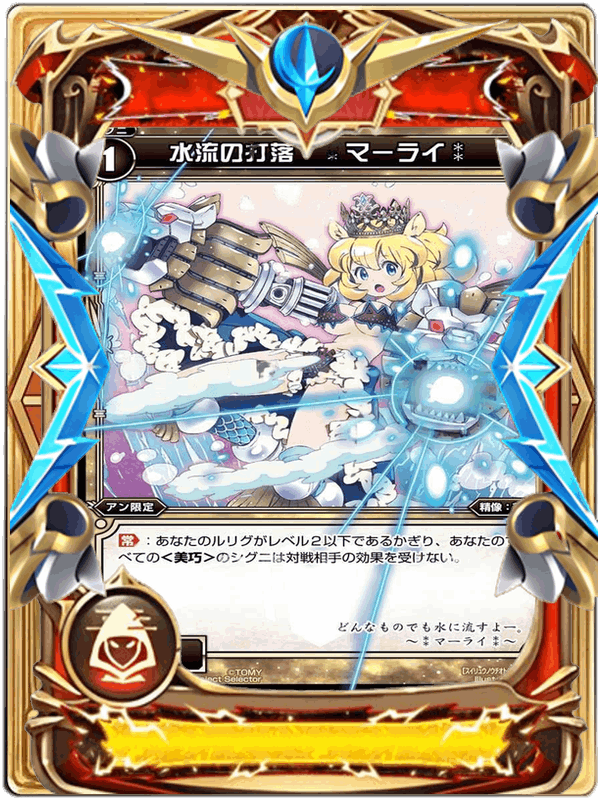 1 水流の打落 ⁑マーライ⁑
アン限定
精像:
常:あなたのルリグがレベル2以下であるかぎり、あなたのす
べての<美巧>のシグニは対戦相手の効果を受けない。
どんなものでも水に流すよー。
~⁑マーライ⁑~
©TOMY
ect Selector
Illust